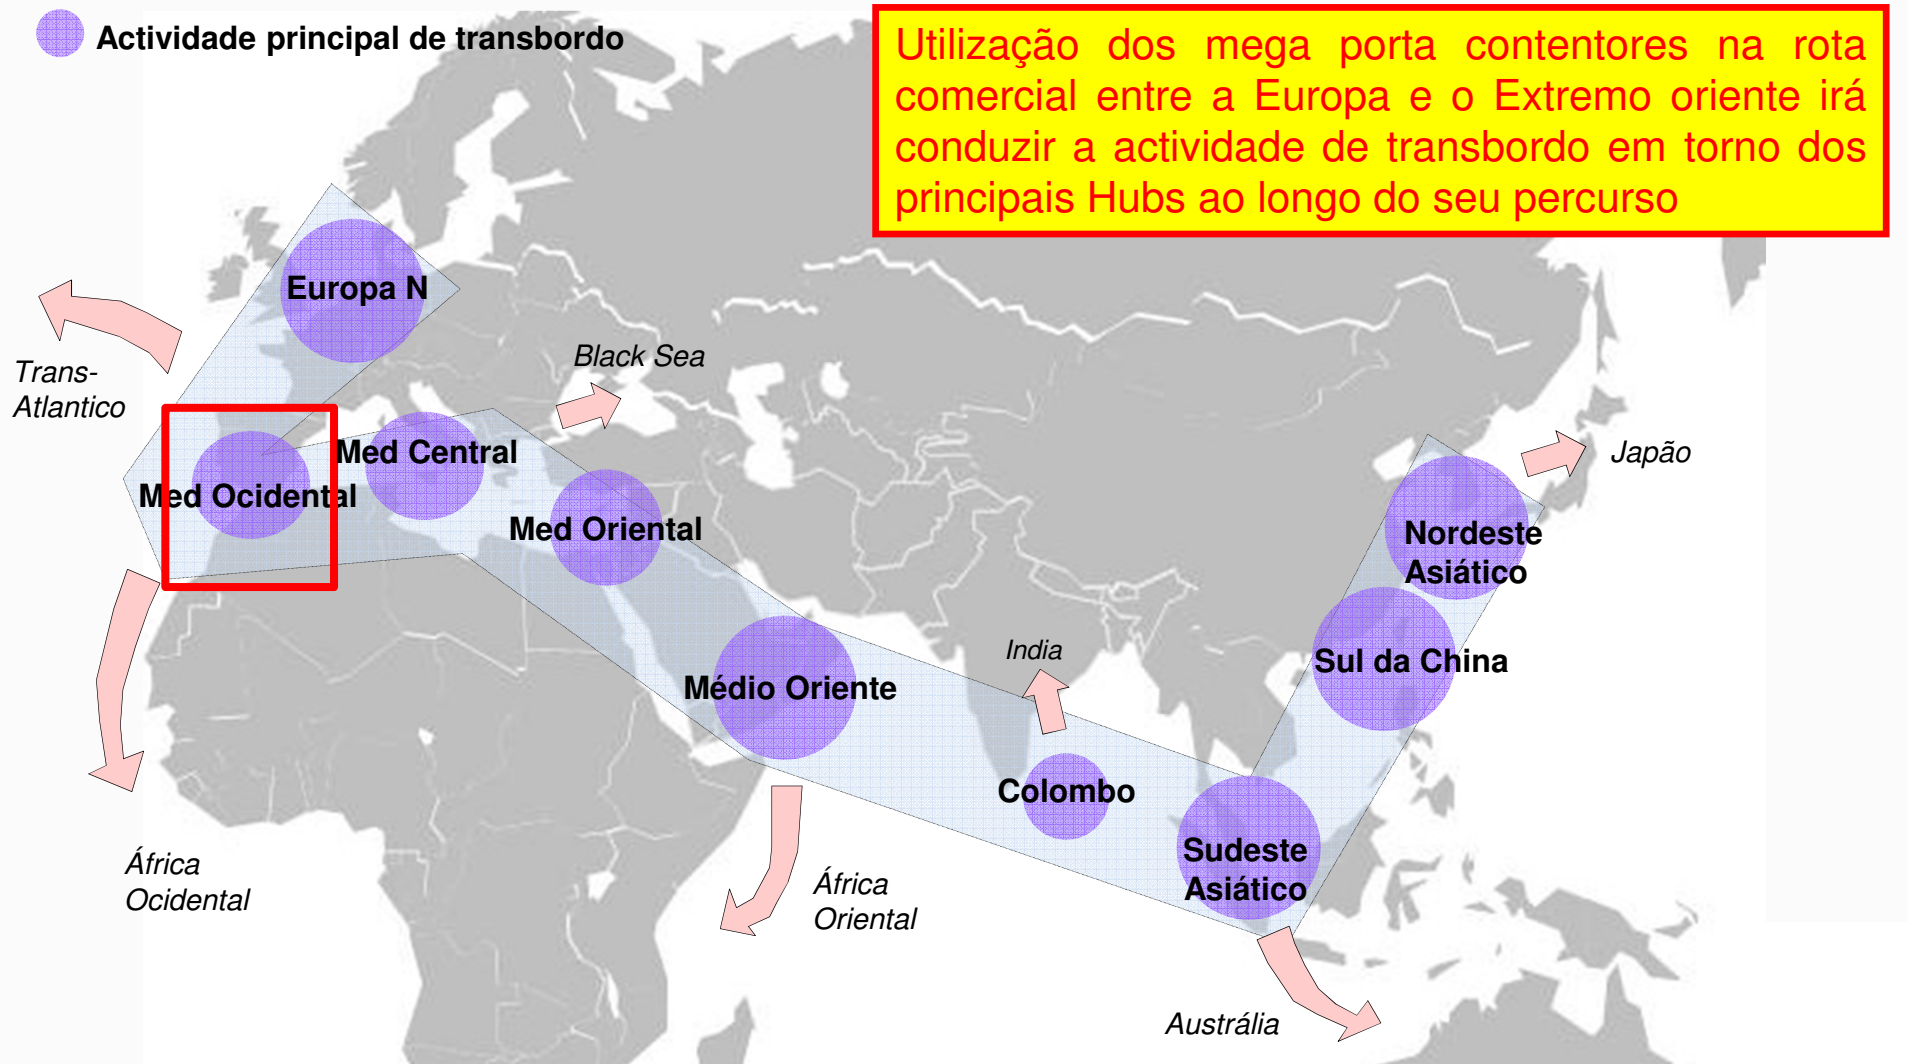 Actividade principal de transbordo
Utilização dos mega porta contentores na rota
comercial entre a Europa e o Extremo oriente irá
conduzir a actividade de transbordo em torno dos
principais Hubs ao longo do seu percurso
Europa N
Trans-
Atlantico
Black Sea
Med Central
Med Ocidental
Med Oriental
Japão
Nordeste
Asiático
India
Sul da China
Médio Oriente
Colombo
Sudeste
Asiático
África
Ocidental
África
Oriental
Austrália